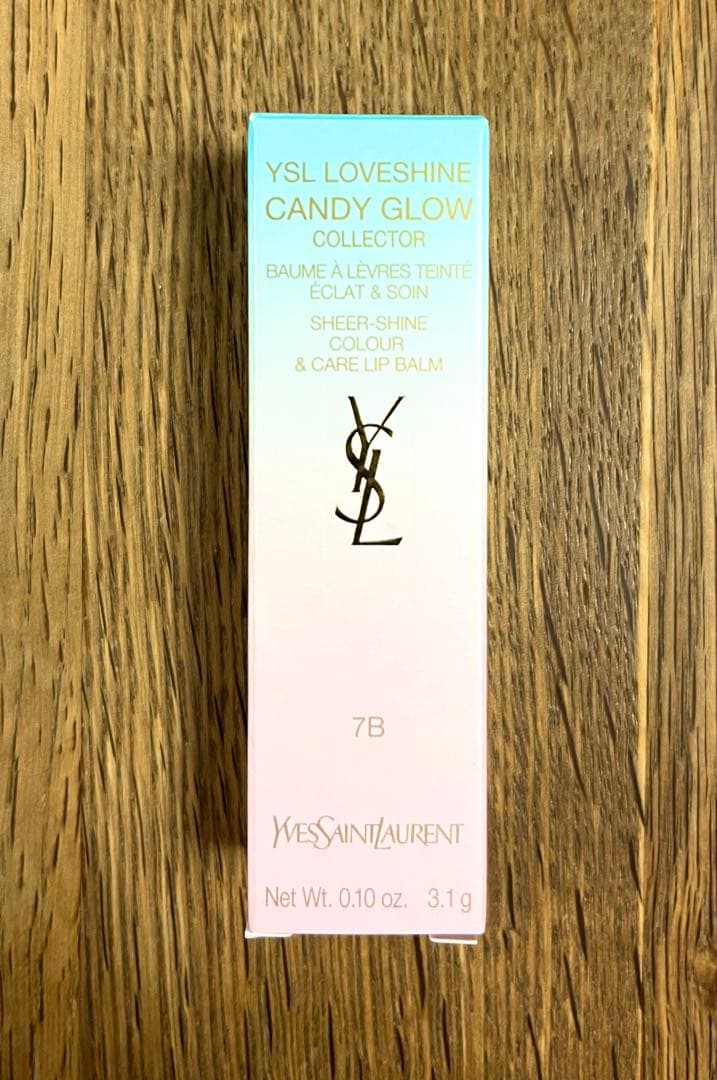 YSL LOVESHINE
CANDY GLOW
COLLECTOR
BAUME À LÈVRES TEINTÉ
ÉCLAT & SOIN
SHEER-SHINE
COLOUR
& CARE LIP BALM
YSL
7B
YVESSAINTLAURENT
Net Wt. 0.10 oz. 3.1 g